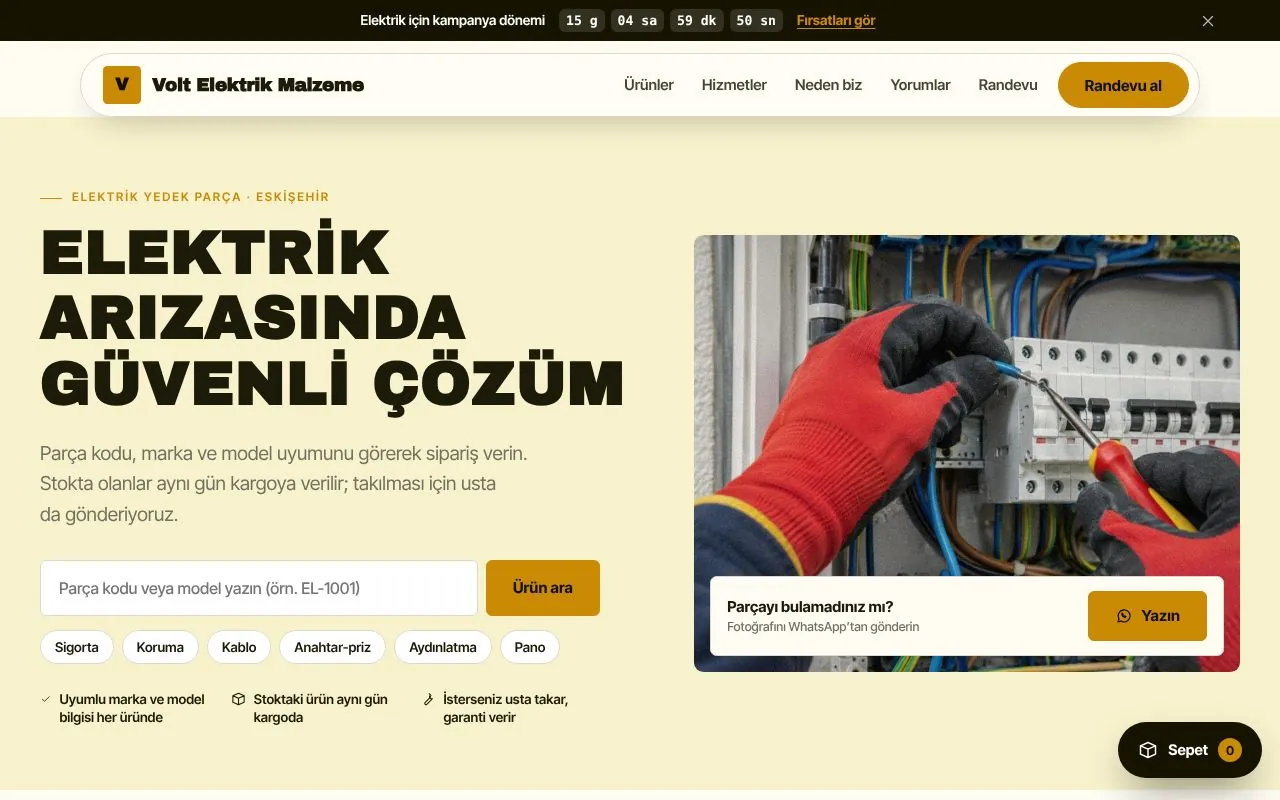 Elektrik için kampanya dönemi 15 g 04 sa 59 dk 50 sn Fırsatları gör
V Volt Elektrik Malzeme Ürünler Hizmetler Neden biz Yorumlar Randevu Randevu al
ELEKTRİK YEDEK PARÇA · ESKİŞEHİR
ELEKTRİK
ARIZASINDA
GÜVENLİ ÇÖZÜM
Parça kodu, marka ve model uyumunu görerek sipariş verin.
Stokta olanlar aynı gün kargoya verilir; takılması için usta
da gönderiyoruz.
Parça kodu veya model yazın (örn. EL-1001) Ürün ara
Sigorta Koruma Kablo Anahtar-priz Aydınlatma Pano
Uyumlu marka ve model
bilgisi her üründe
Stoktaki ürün aynı gün
kargoda
İsterseniz usta takar,
garanti verir
Parçayı bulamadınız mı?
Fotoğrafını WhatsApp'tan gönderin
Yazın
Sepet 0